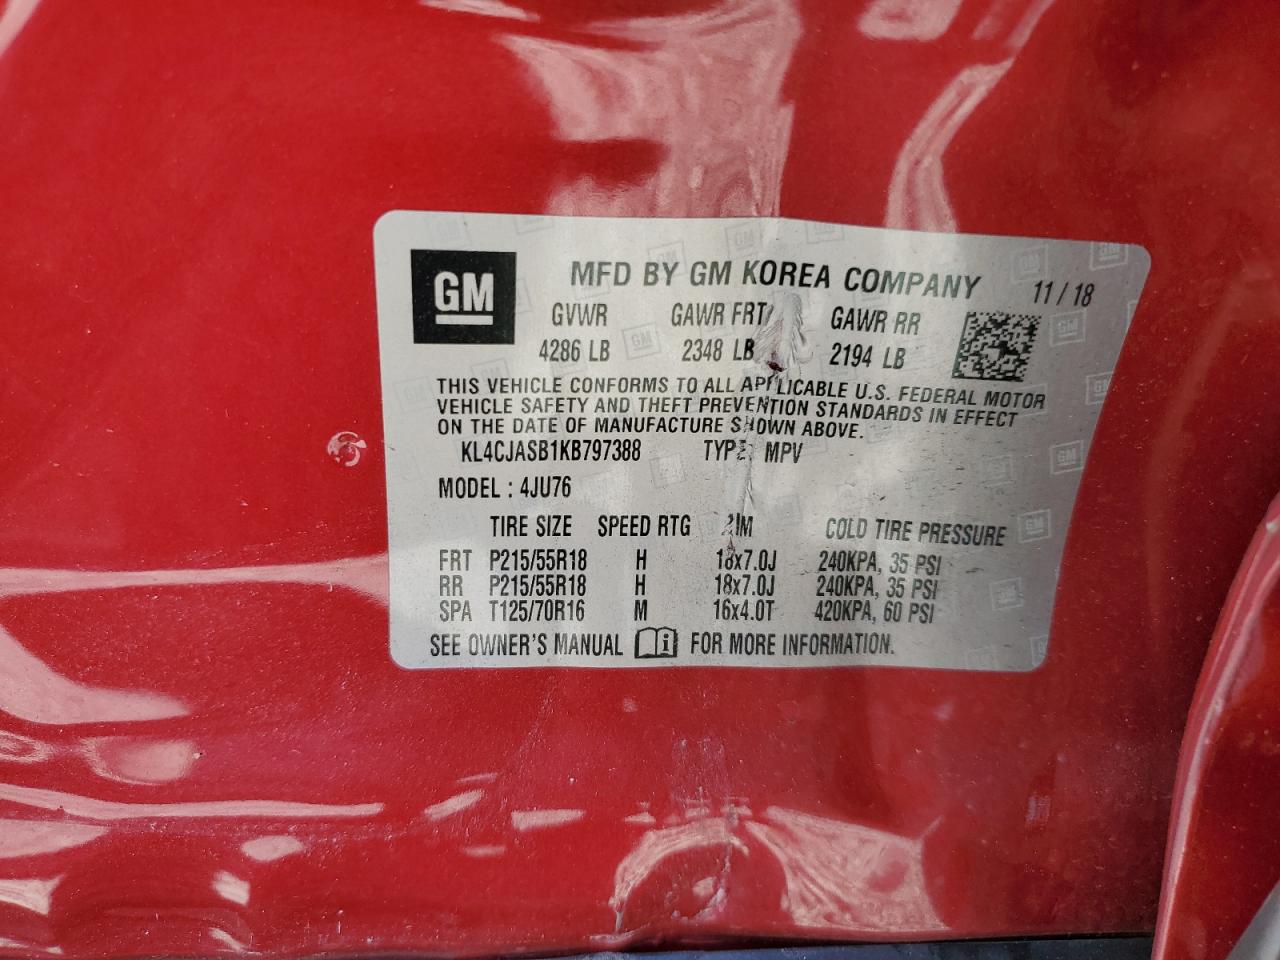 GM
MFD BY GM KOREA COMPANY 11/18
GVWR GAWR FRT GAWR RR
4286 LB 2348 LB 2194 LB
THIS VEHICLE CONFORMS TO ALL APPLICABLE U.S. FEDERAL MOTOR
VEHICLE SAFETY AND THEFT PREVENTION STANDARDS IN EFFECT
ON THE DATE OF MANUFACTURE SHOWN ABOVE.
KL4CJASB1KB797388 TYPE: MPV
MODEL : 4JU76
TIRE SIZE SPEED RTG RIM COLD TIRE PRESSURE
FRT P215/55R18 H 18x7.0J 240KPA, 35 PSI
RR P215/55R18 H 18x7.0J 240KPA, 35 PSI
SPA T125/70R16 M 16x4.0T 420KPA, 60 PSI
SEE OWNER'S MANUAL i FOR MORE INFORMATION.